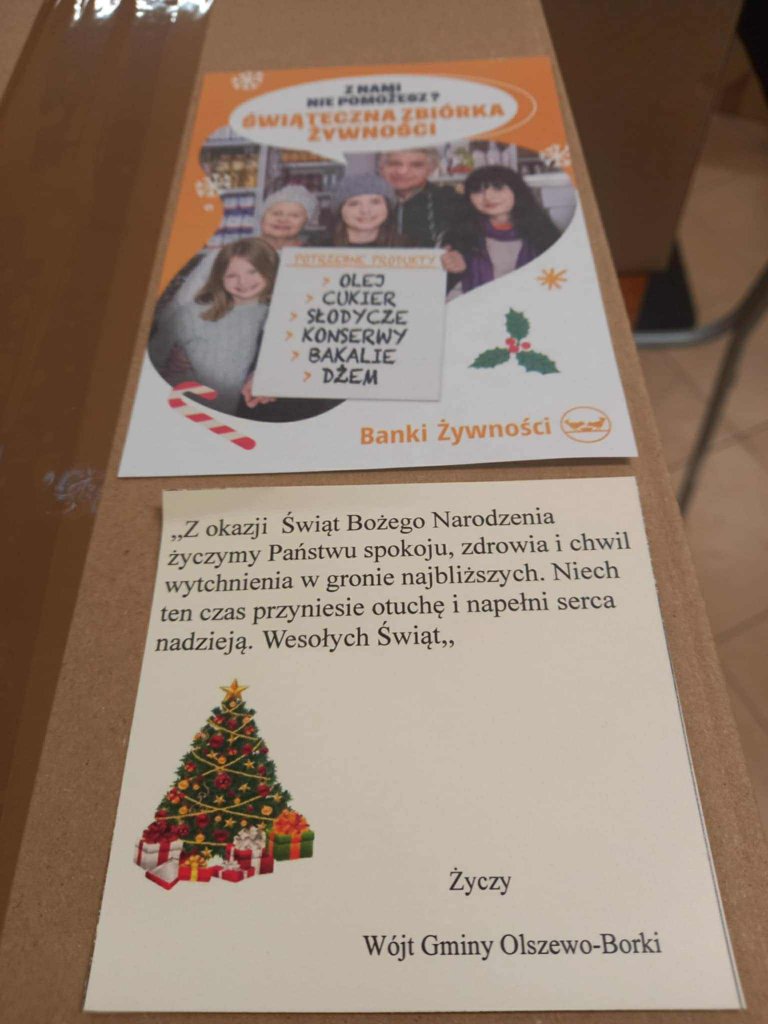 Z NAMI
NIE POMOŻESZ?
ŚWIĄTECZNA ZBIÓRKA
ŻYWNOŚCI
POTRZEBNE PRODUKTY
> OLEJ
> CUKIER
> SŁODYCZE
> KONSERWY
> BAKALIE
> DŻEM
Banki Żywności
„Z okazji Świąt Bożego Narodzenia
życzymy Państwu spokoju, zdrowia i chwil
wytchnienia w gronie najbliższych. Niech
ten czas przyniesie otuchę i napełni serca
nadzieją. Wesołych Świąt„
Życzy
Wójt Gminy Olszewo-Borki